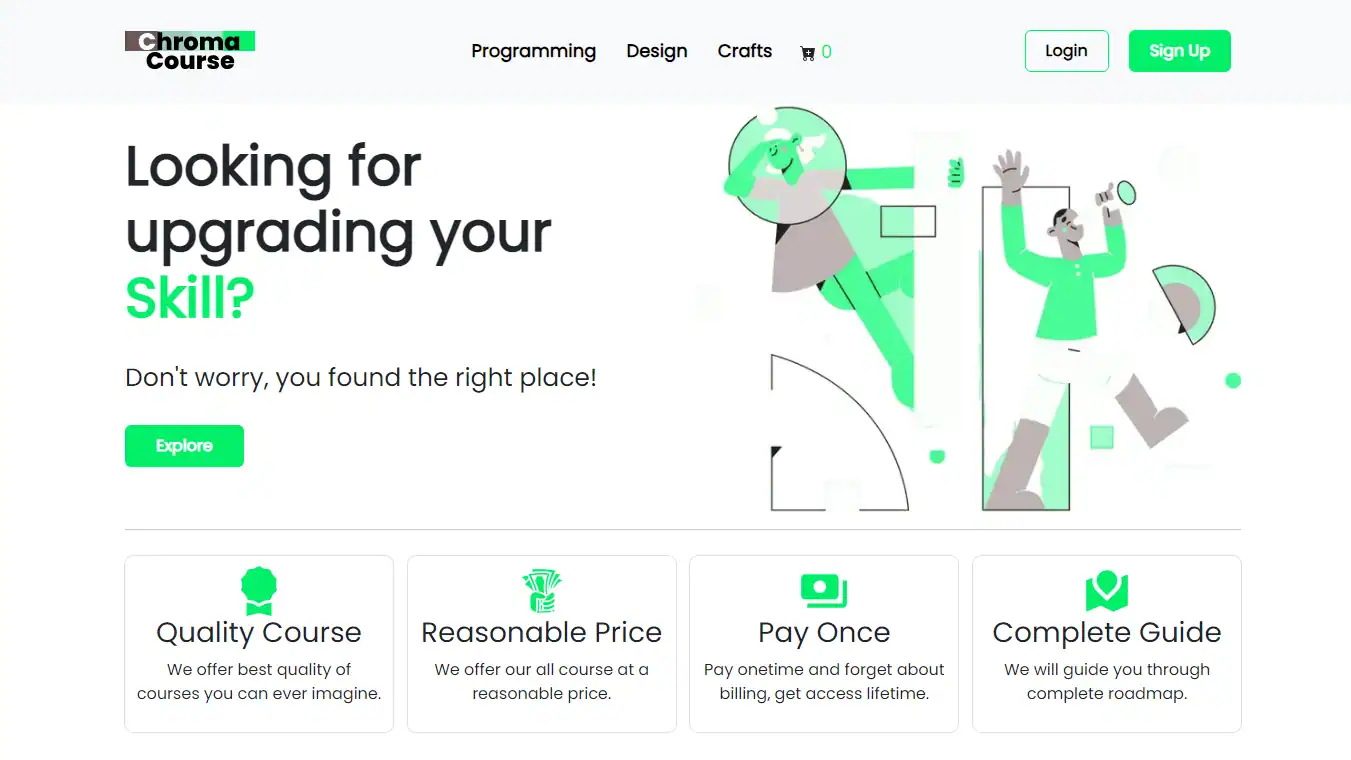 Chroma
Course
Programming Design Crafts 0
Login Sign Up
Looking for
upgrading your
Skill?
Don't worry, you found the right place!
Explore
Quality Course
We offer best quality of
courses you can ever imagine.
Reasonable Price
We offer our all course at a
reasonable price.
Pay Once
Pay onetime and forget about
billing, get access lifetime.
Complete Guide
We will guide you through
complete roadmap.